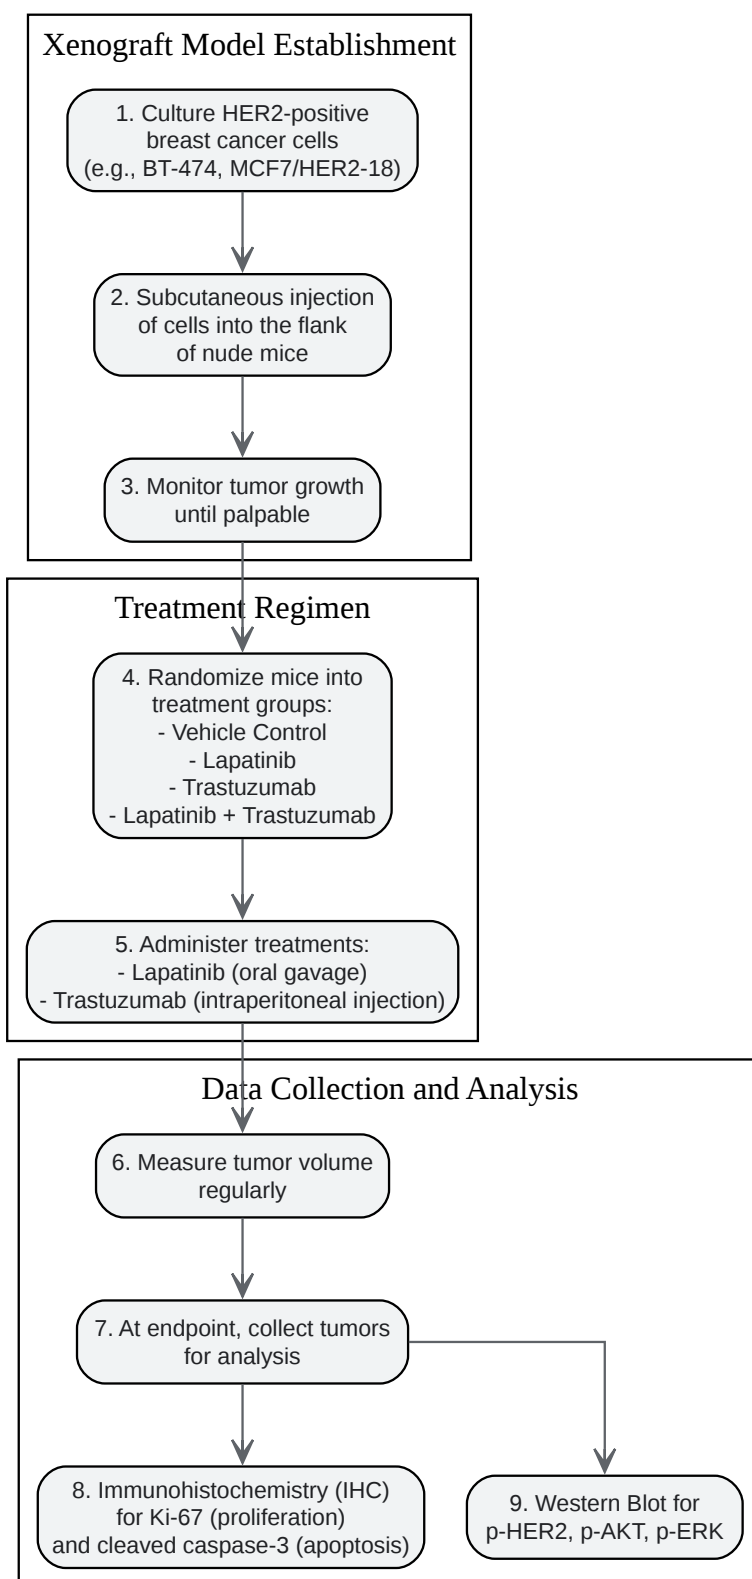 Xenograft Model Establishment
1. Culture HER2-positive
breast cancer cells
(e.g., BT-474, MCF7/HER2-18)
2. Subcutaneous injection
of cells into the flank
of nude mice
3. Monitor tumor growth
until palpable
Treatment Regimen
4. Randomize mice into
treatment groups:
- Vehicle Control
- Lapatinib
- Trastuzumab
- Lapatinib + Trastuzumab
5. Administer treatments:
- Lapatinib (oral gavage)
- Trastuzumab (intraperitoneal injection)
Data Collection and Analysis
6. Measure tumor volume
regularly
7. At endpoint, collect tumors
for analysis
8. Immunohistochemistry (IHC)
for Ki-67 (proliferation)
and cleaved caspase-3 (apoptosis)
9. Western Blot for
p-HER2, p-AKT, p-ERK